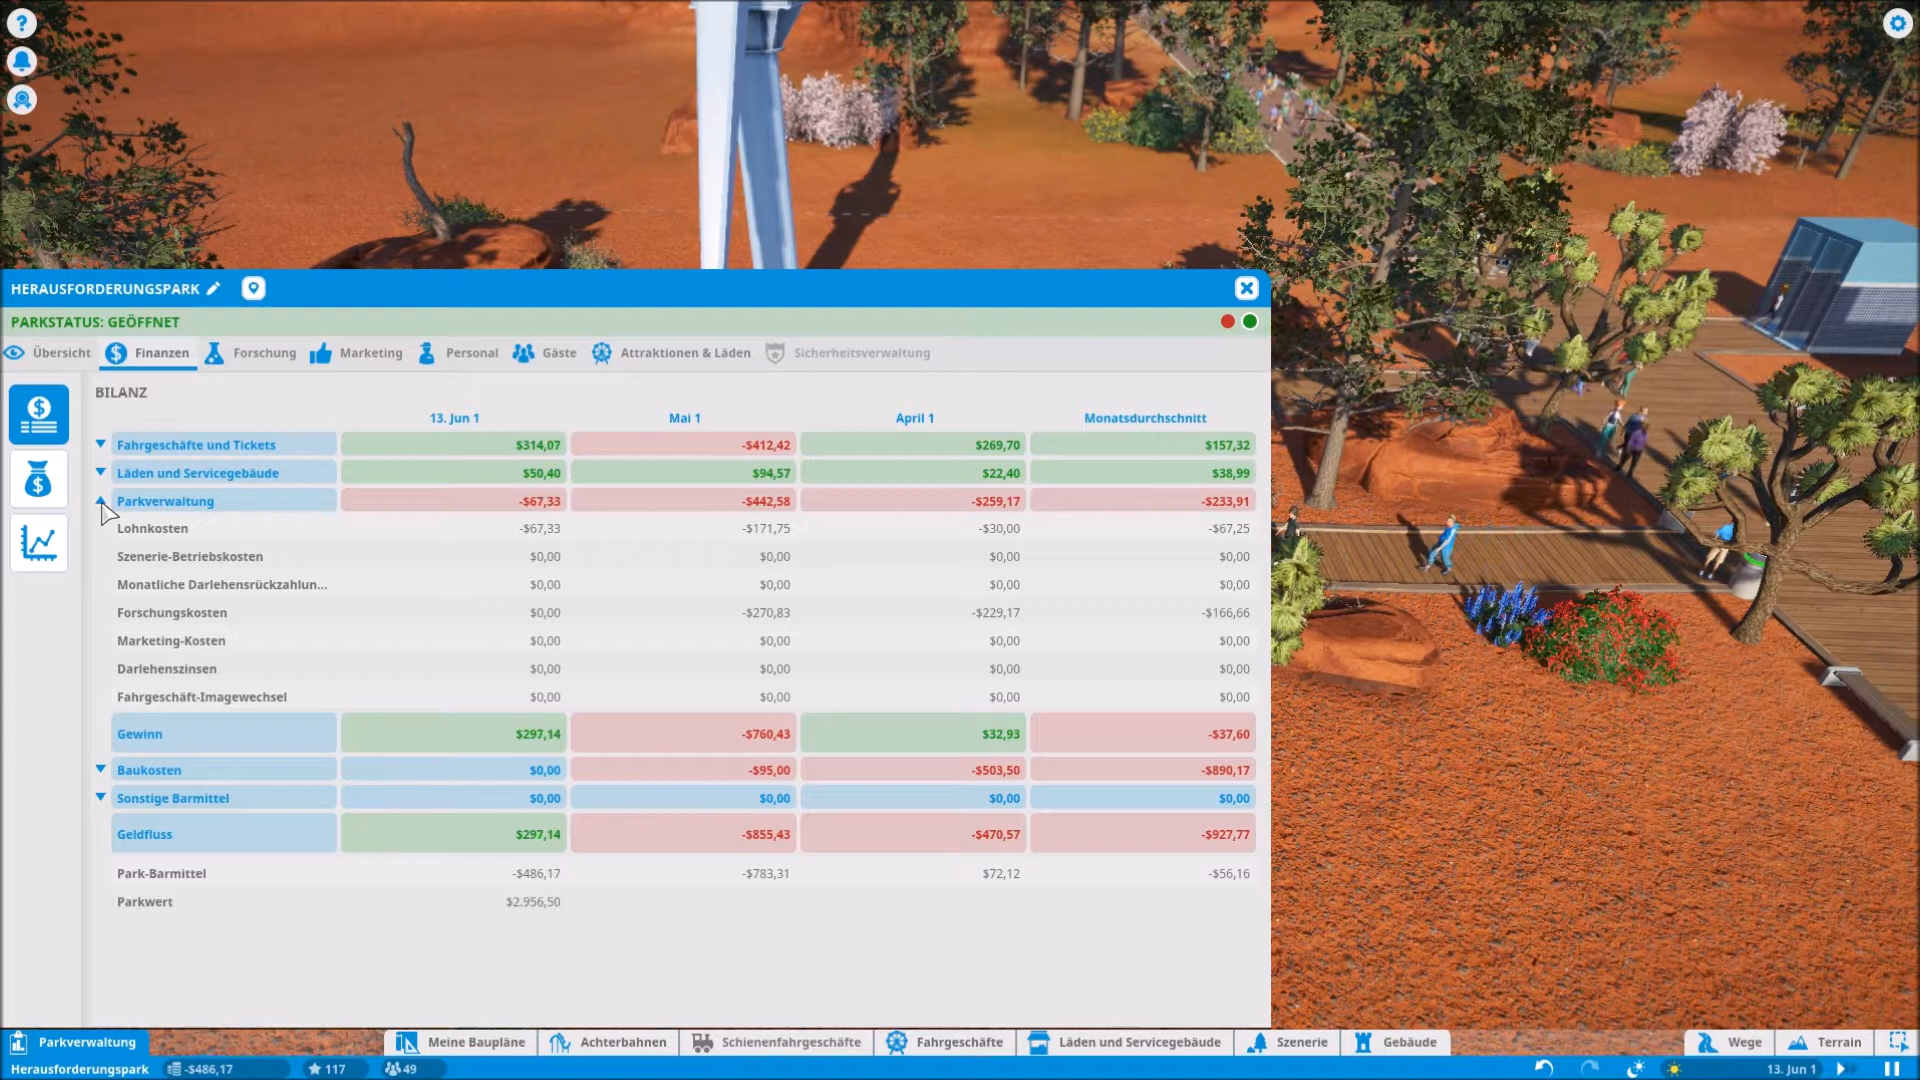 HERAUSFORDERUNGSPARK
PARKSTATUS: GEÖFFNET
Übersicht Finanzen Forschung Marketing Personal Gäste Attraktionen & Läden Sicherheitsverwaltung
BILANZ
13. Jun 1 Mai 1 April 1 Monatsdurchschnitt
Fahrgeschäfte und Tickets $314,07 -$412,42 $269,70 $157,32
Läden und Servicegebäude $50,40 $94,57 $22,40 $38,99
Parkverwaltung -$67,33 -$442,58 -$259,17 -$233,91
Lohnkosten -$67,33 -$171,75 -$30,00 -$67,25
Szenerie-Betriebskosten $0,00 $0,00 $0,00 $0,00
Monatliche Darlehensrückzahlun... $0,00 $0,00 $0,00 $0,00
Forschungskosten $0,00 -$270,83 -$229,17 -$166,66
Marketing-Kosten $0,00 $0,00 $0,00 $0,00
Darlehenszinsen $0,00 $0,00 $0,00 $0,00
Fahrgeschäft-Imagewechsel $0,00 $0,00 $0,00 $0,00
Gewinn $297,14 -$760,43 $32,93 -$37,60
Baukosten $0,00 -$95,00 -$503,50 -$890,17
Sonstige Barmittel $0,00 $0,00 $0,00 $0,00
Geldfluss $297,14 -$855,43 -$470,57 -$927,77
Park-Barmittel -$486,17 -$783,31 $72,12 -$56,16
Parkwert $2.956,50
Parkverwaltung Meine Baupläne Achterbahnen Schienenfahrgeschäfte Fahrgeschäfte Läden und Servicegebäude Szenerie Gebäude Wege Terrain
Herausforderungspark -$486,17 117 49 13. Jun 1